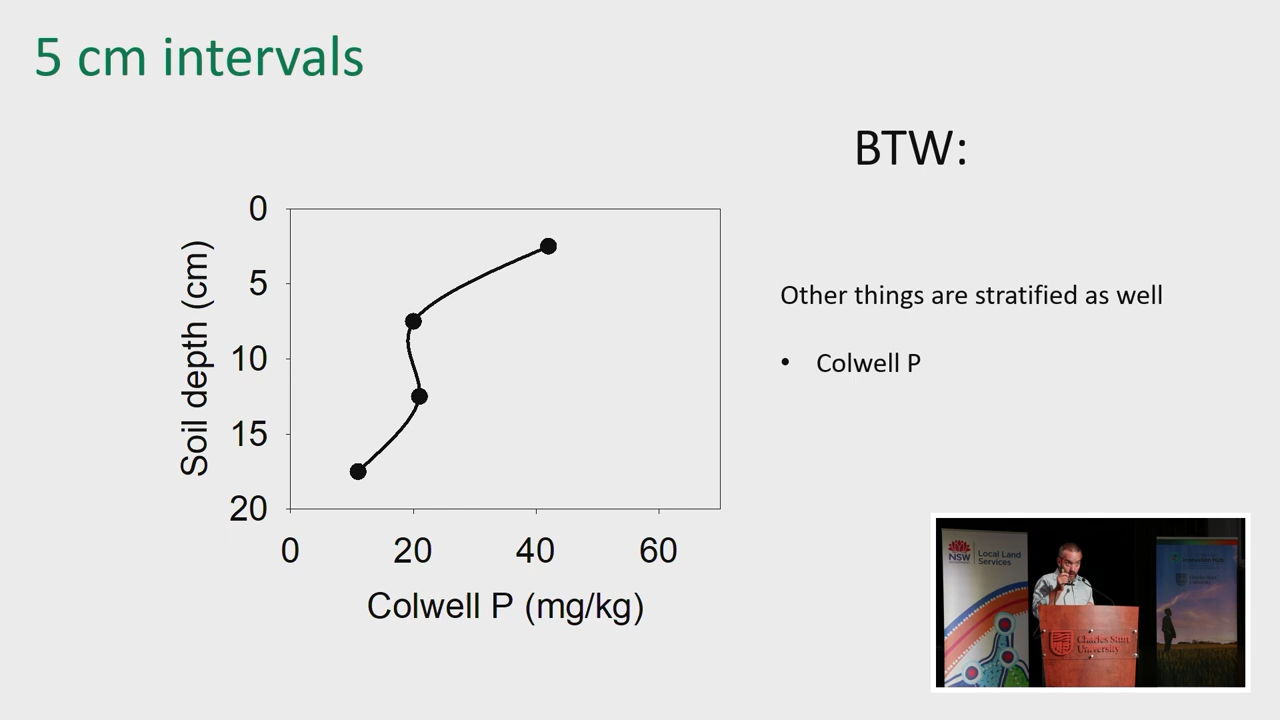 5 cm intervals
BTW:
0
5
10
15
20
Soil depth (cm)
0 20 40 60
Colwell P (mg/kg)
Other things are stratified as well
• Colwell P
NSW
Local Land
Services
Charles Sturt
University